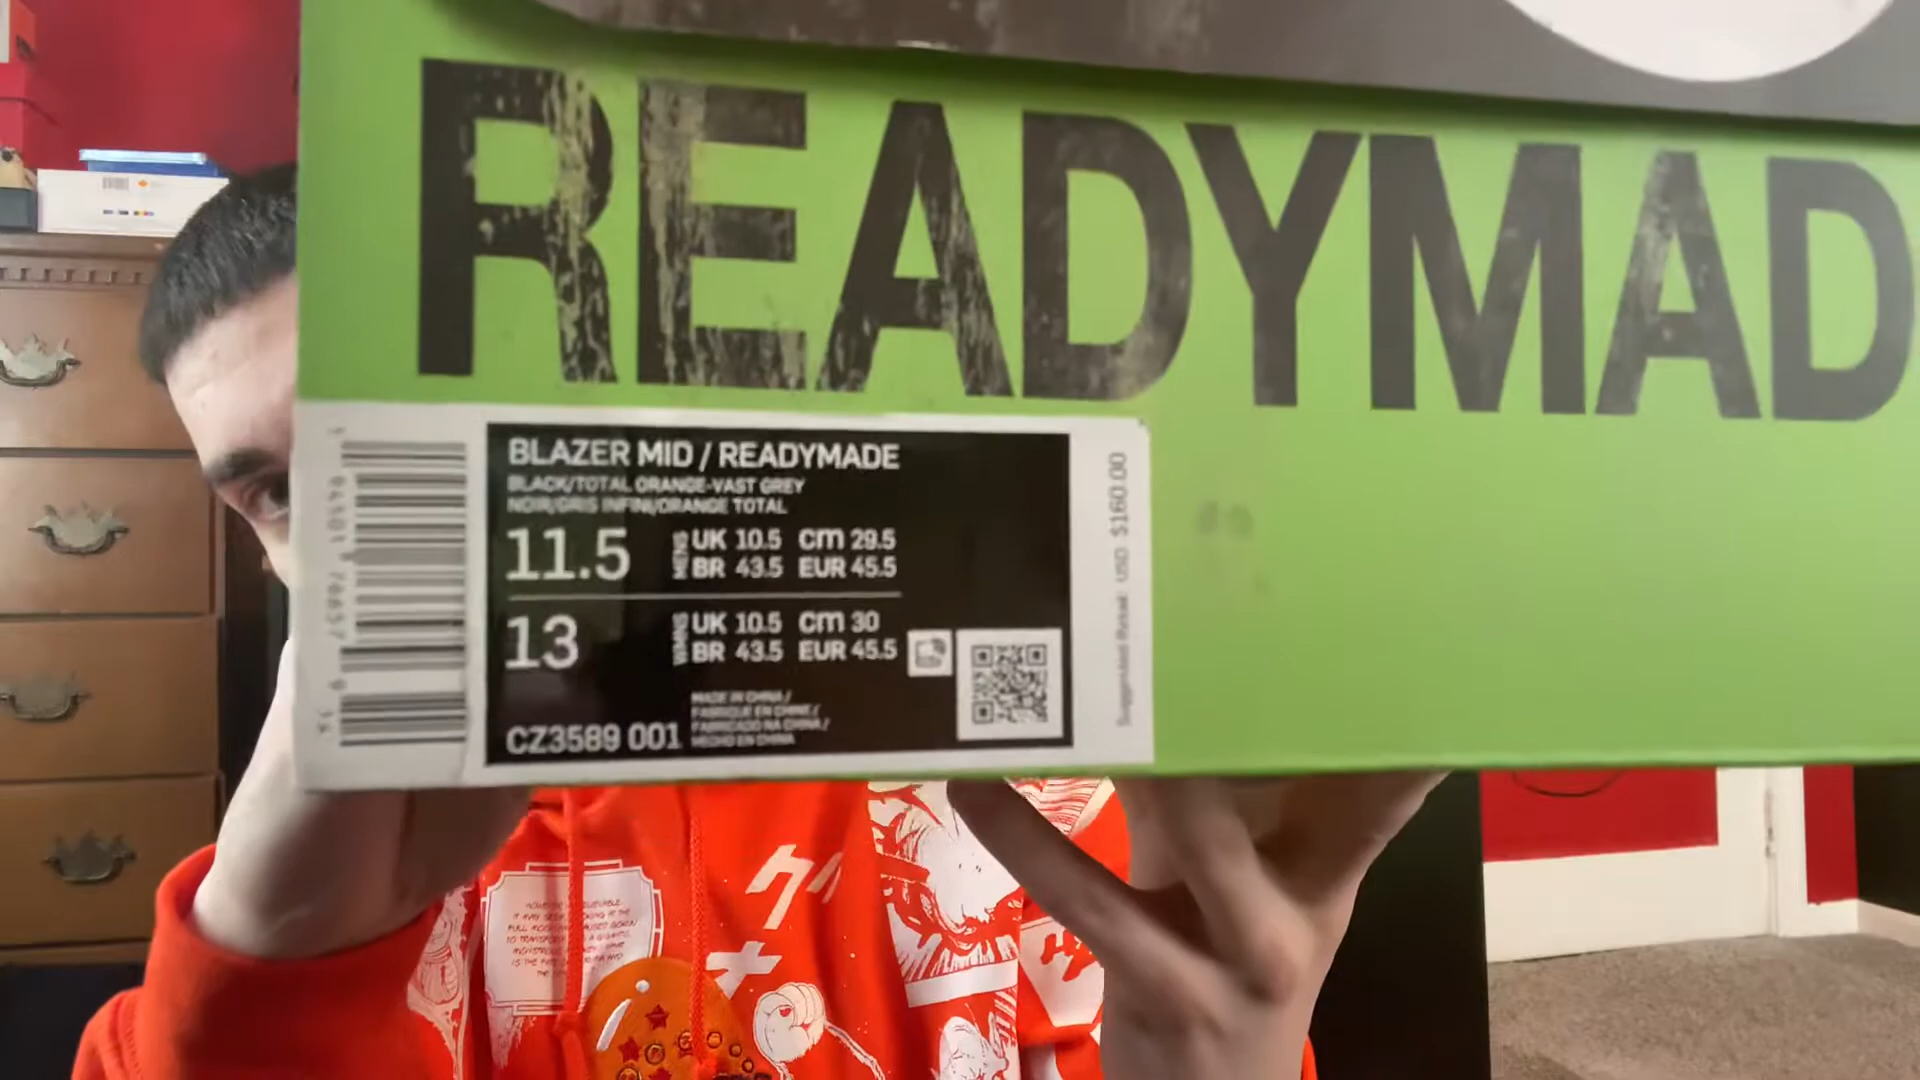 READYMAD
BLAZER MID / READYMADE
BLACK/TOTAL ORANGE-VAST GREY
NOIR/GRIS INFINI/ORANGE TOTAL
11.5 MENS UK 10.5 Cm 29.5
BR 43.5 EUR 45.5
13 WMNS UK 10.5 Cm 30
BR 43.5 EUR 45.5
MADE IN CHINA /
FABRIQUE EN CHINE /
FABRICADO NA CHINA /
HECHO EN CHINA
CZ3589 001
Suggested Retail USD $160.00